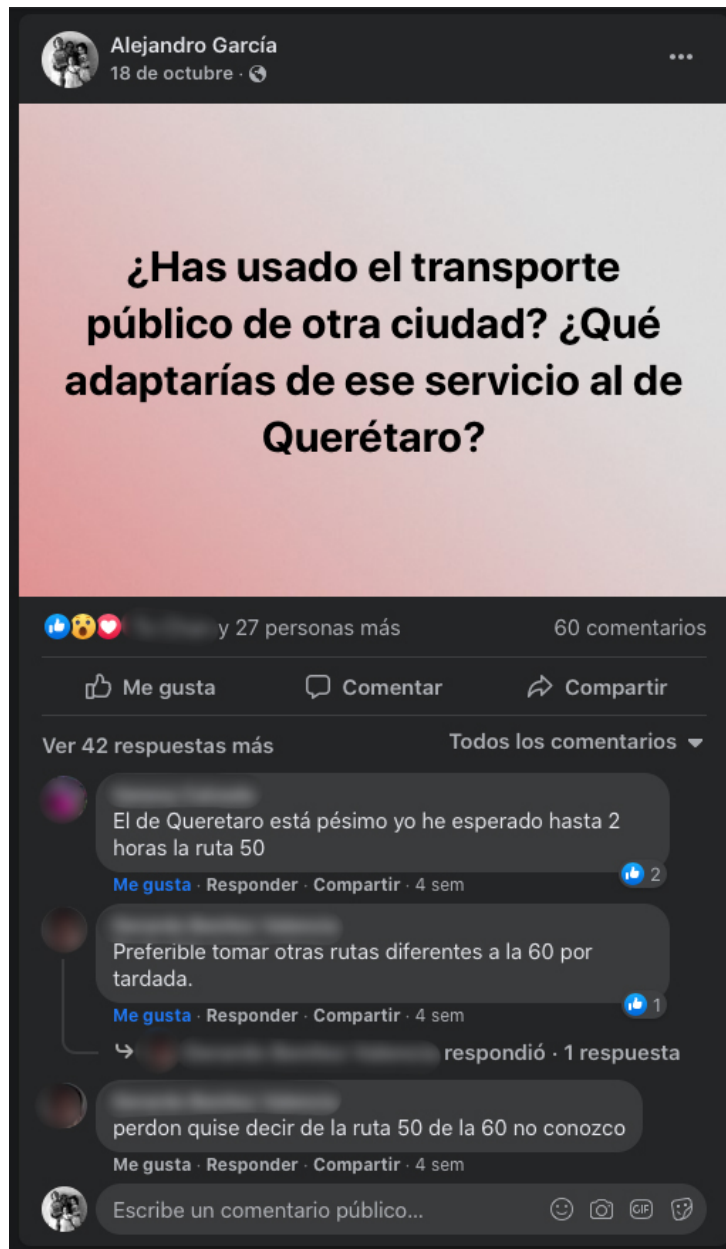 Alejandro García
18 de octubre ·
¿Has usado el transporte
público de otra ciudad? ¿Qué
adaptarías de ese servicio al de
Querétaro?
y 27 personas más
60 comentarios
Me gusta
Comentar
Compartir
Ver 42 respuestas más
Todos los comentarios
El de Queretaro está pésimo yo he esperado hasta 2
horas la ruta 50
2
Me gusta · Responder · Compartir · 4 sem
Preferible tomar otras rutas diferentes a la 60 por
tardada.
1
Me gusta · Responder · Compartir · 4 sem
respondió · 1 respuesta
perdon quise decir de la ruta 50 de la 60 no conozco
Me gusta · Responder · Compartir · 4 sem
Escribe un comentario público...
GIF